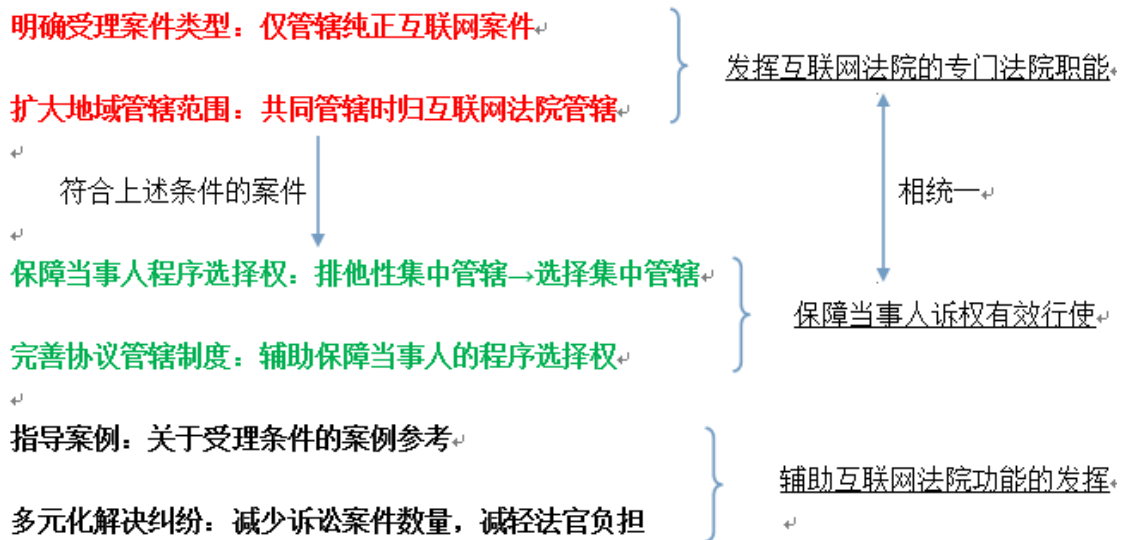 明确受理案件类型：仅管辖纯正互联网案件
发挥互联网法院的专门法院职能
扩大地域管辖范围：共同管辖时归互联网法院管辖
符合上述条件的案件
相统一
保障当事人程序选择权：排他性集中管辖→选择集中管辖
保障当事人诉权有效行使
完善协议管辖制度：辅助保障当事人的程序选择权
指导案例：关于受理条件的案例参考
辅助互联网法院功能的发挥
多元化解决纠纷：减少诉讼案件数量，减轻法官负担